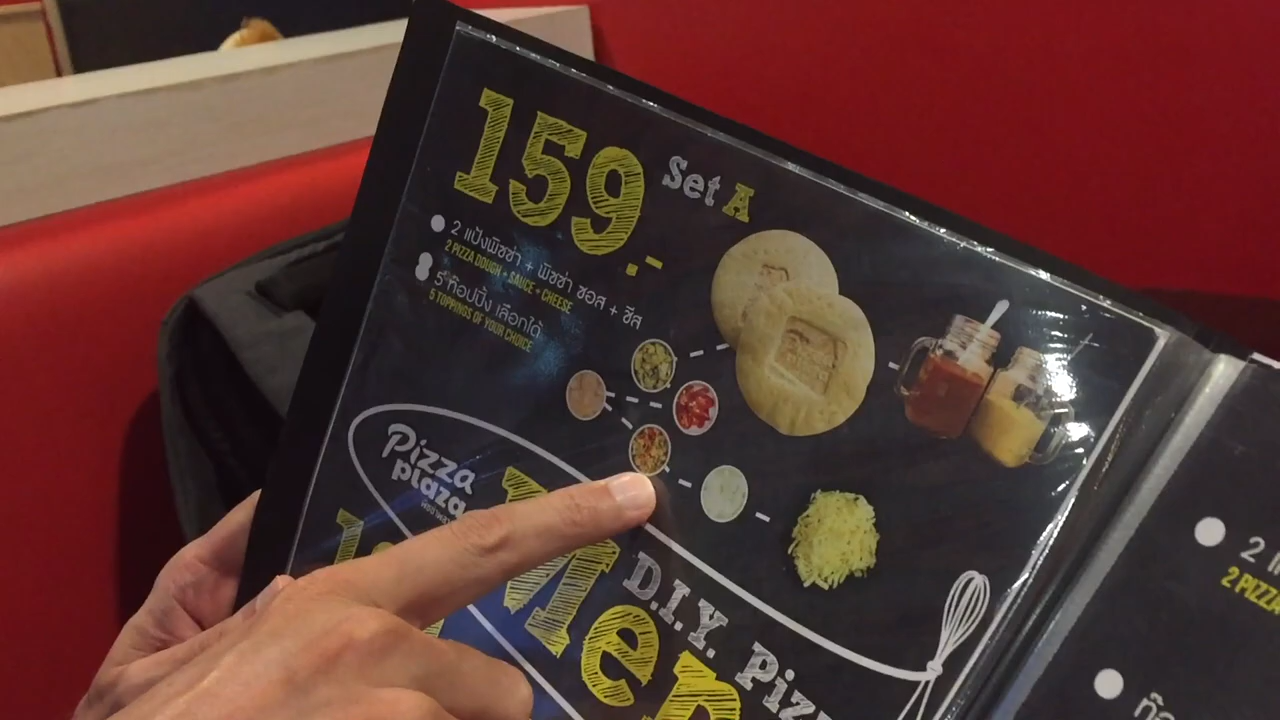 159.-
Set A
2 แป้งพิซซ่า + พิซซ่า ซอส + ชีส
2 PIZZA DOUGH + SAUCE + CHEESE
5 ท็อปปิ้ง เลือกได้
5 TOPPINGS OF YOUR CHOICE
Pizza
plaza
D.I.Y. Pizz
Men
2
2 PIZZA